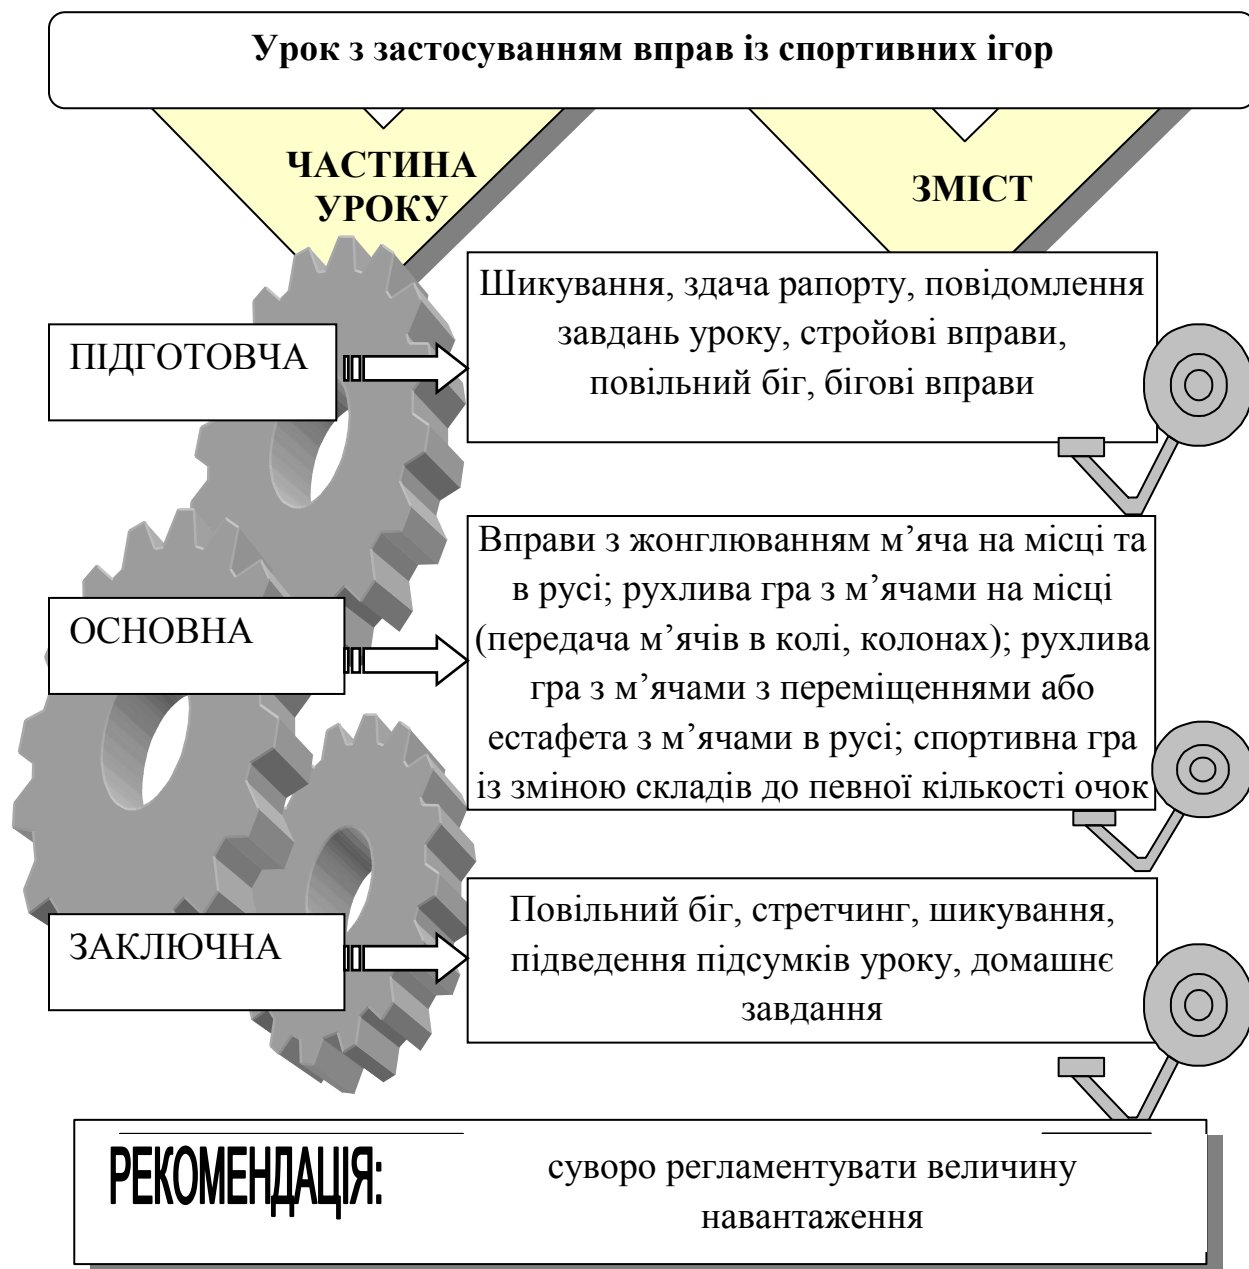 Урок з застосуванням вправ із спортивних ігор
ЧАСТИНА
УРОКУ
ЗМІСТ
ПІДГОТОВЧА
Шикування, здача рапорту, повідомлення
завдань уроку, стройові вправи,
повільний біг, бігові вправи
ОСНОВНА
Вправи з жонглюванням м’яча на місці та
в русі; рухлива гра з м’ячами на місці
(передача м’ячів в колі, колонах); рухлива
гра з м’ячами з переміщеннями або
естафета з м’ячами в русі; спортивна гра
із зміною складів до певної кількості очок
ЗАКЛЮЧНА
Повільний біг, стретчинг, шикування,
підведення підсумків уроку, домашнє
завдання
РЕКОМЕНДАЦІЯ:
суворо регламентувати величину
навантаження